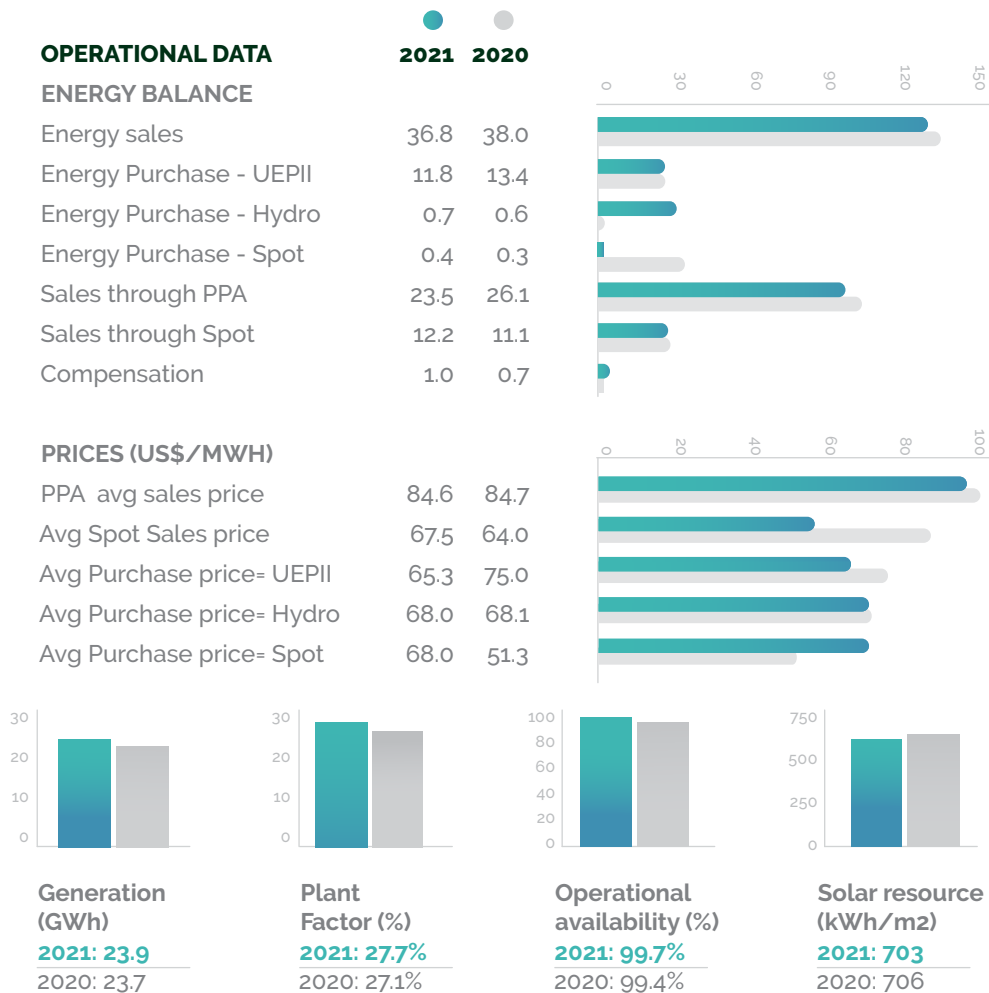 OPERATIONAL DATA 2021 2020
ENERGY BALANCE
0 30 60 90 120 150
Energy sales 36.8 38.0
Energy Purchase - UEPII 11.8 13.4
Energy Purchase - Hydro 0.7 0.6
Energy Purchase - Spot 0.4 0.3
Sales through PPA 23.5 26.1
Sales through Spot 12.2 11.1
Compensation 1.0 0.7
PRICES (US$/MWH)
0 20 40 60 80 100
PPA avg sales price 84.6 84.7
Avg Spot Sales price 67.5 64.0
Avg Purchase price= UEPII 65.3 75.0
Avg Purchase price= Hydro 68.0 68.1
Avg Purchase price= Spot 68.0 51.3
30
20
10
0
Generation
(GWh)
2021: 23.9
2020: 23.7
30
20
10
0
Plant
Factor (%)
2021: 27.7%
2020: 27.1%
100
80
60
40
20
0
Operational
availability (%)
2021: 99.7%
2020: 99.4%
750
500
250
0
Solar resource
(kWh/m2)
2021: 703
2020: 706